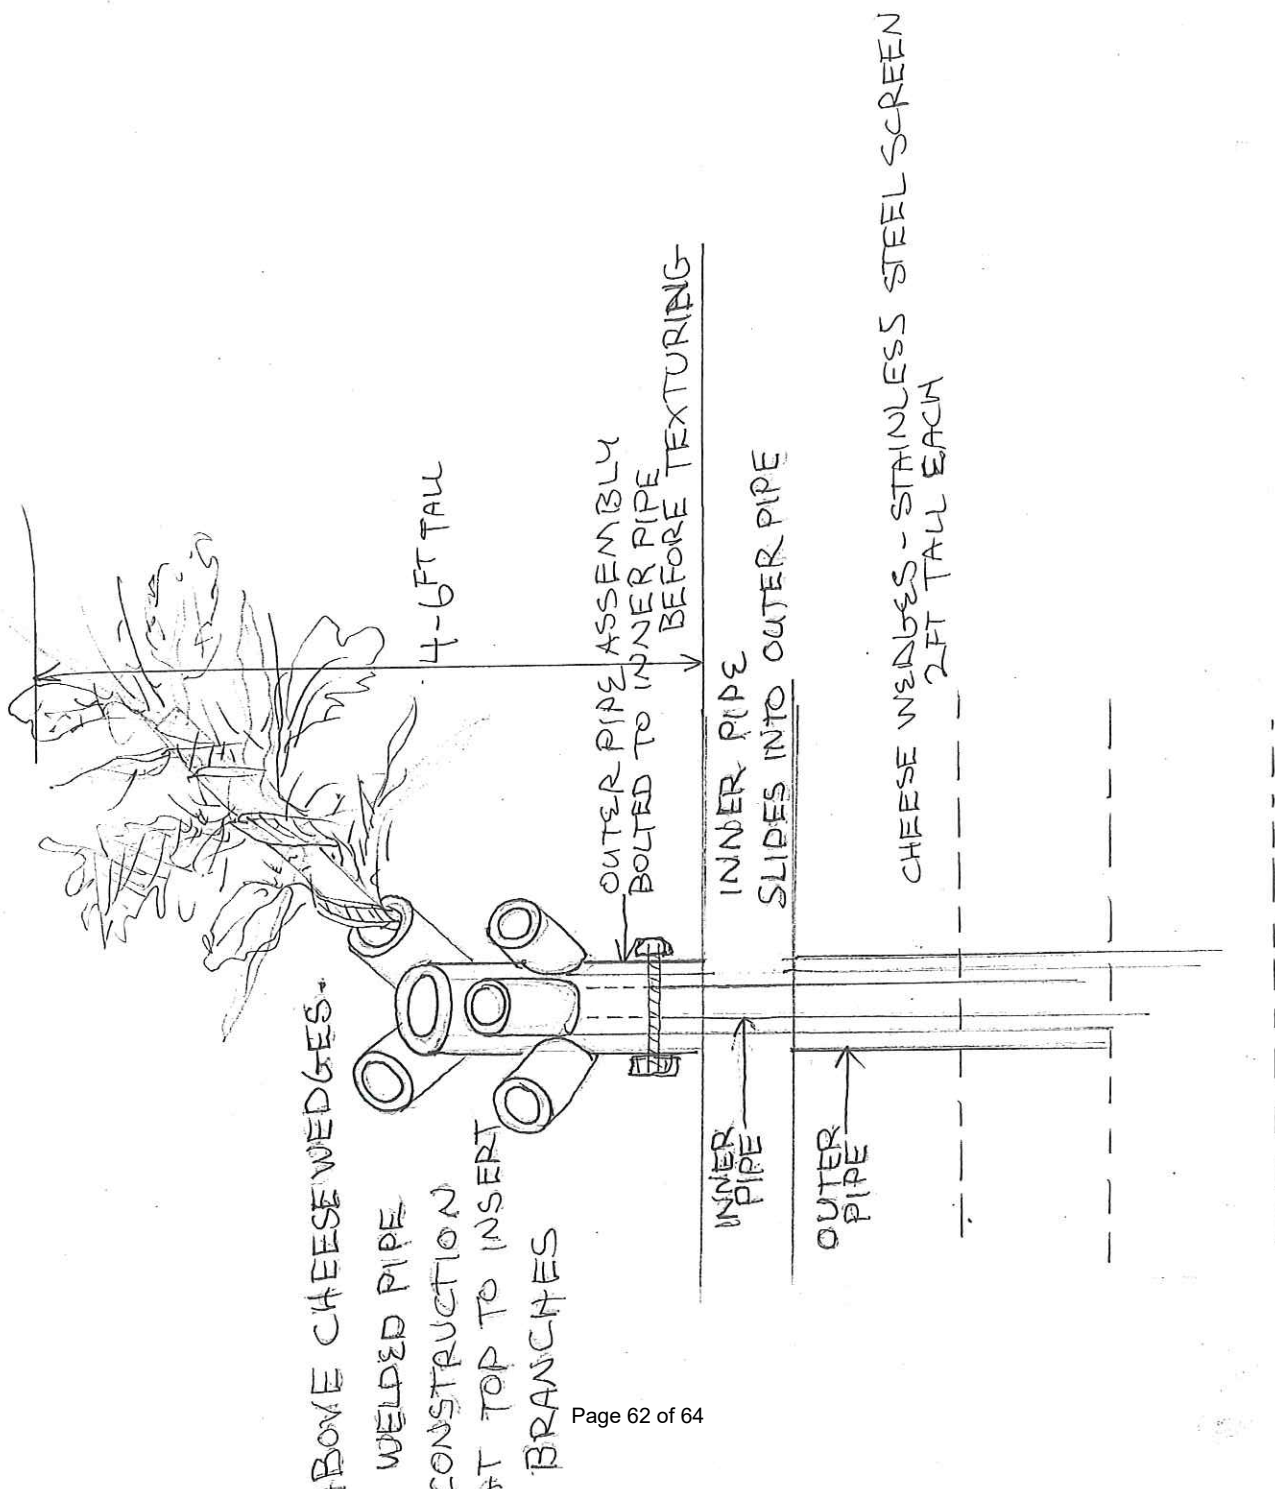 ABOVE CHEESE WEDGES-
WELDED PIPE
CONSTRUCTION
AT TOP TO INSERT
BRANCHES
4-6FT TALL
OUTER PIPE ASSEMBLY
BOLTED TO INNER PIPE
BEFORE TEXTURING
INNER PIPE
SLIDES INTO OUTER PIPE
INNER
PIPE
OUTER
PIPE
CHEESE WEDGES - STAINLESS STEEL SCREEN
2FT TALL EACH
Page 62 of 64